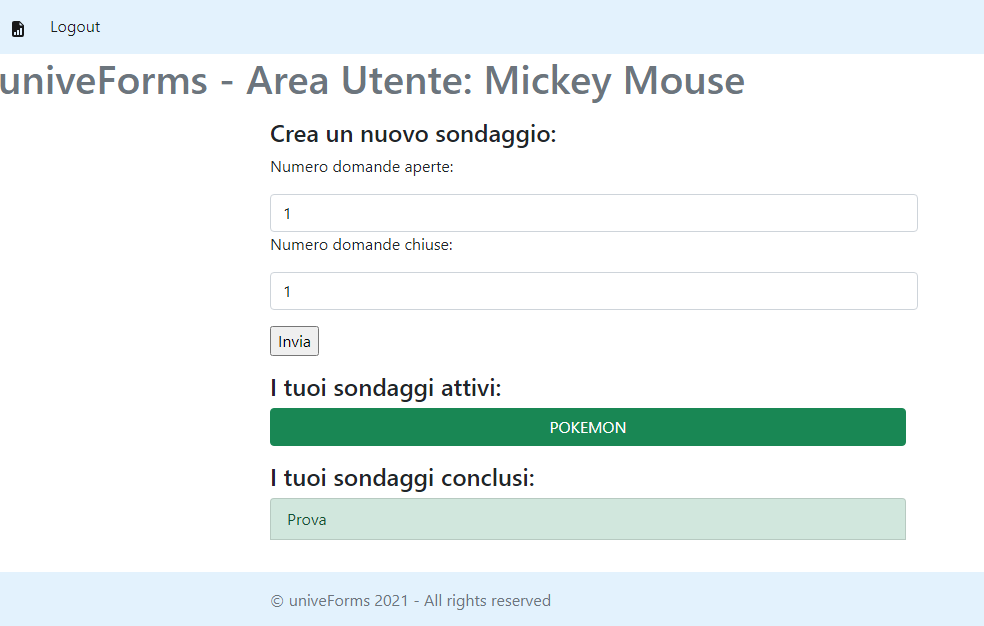 Logout
univeForms - Area Utente: Mickey Mouse
Crea un nuovo sondaggio:
Numero domande aperte:
1
Numero domande chiuse:
1
Invia
I tuoi sondaggi attivi:
POKEMON
I tuoi sondaggi conclusi:
Prova
© univeForms 2021 - All rights reserved